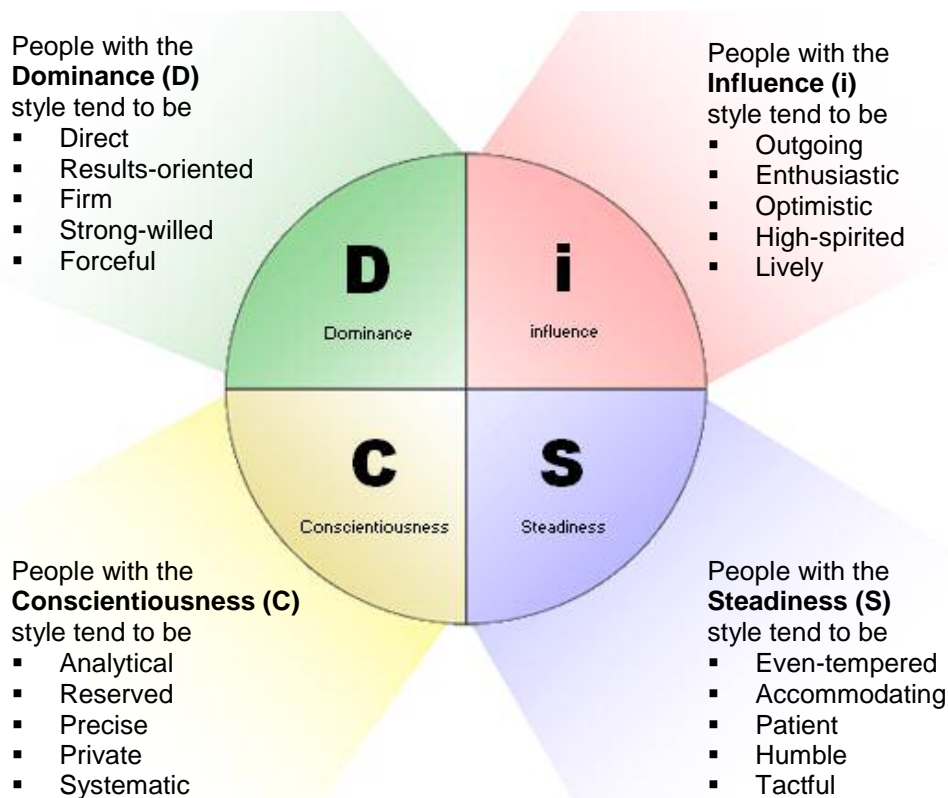 People with the
Dominance (D)
style tend to be
▪ Direct
▪ Results-oriented
▪ Firm
▪ Strong-willed
▪ Forceful
People with the
Influence (i)
style tend to be
▪ Outgoing
▪ Enthusiastic
▪ Optimistic
▪ High-spirited
▪ Lively
D
Dominance
i
influence
C
Conscientiousness
S
Steadiness
People with the
Conscientiousness (C)
style tend to be
▪ Analytical
▪ Reserved
▪ Precise
▪ Private
▪ Systematic
People with the
Steadiness (S)
style tend to be
▪ Even-tempered
▪ Accommodating
▪ Patient
▪ Humble
▪ Tactful